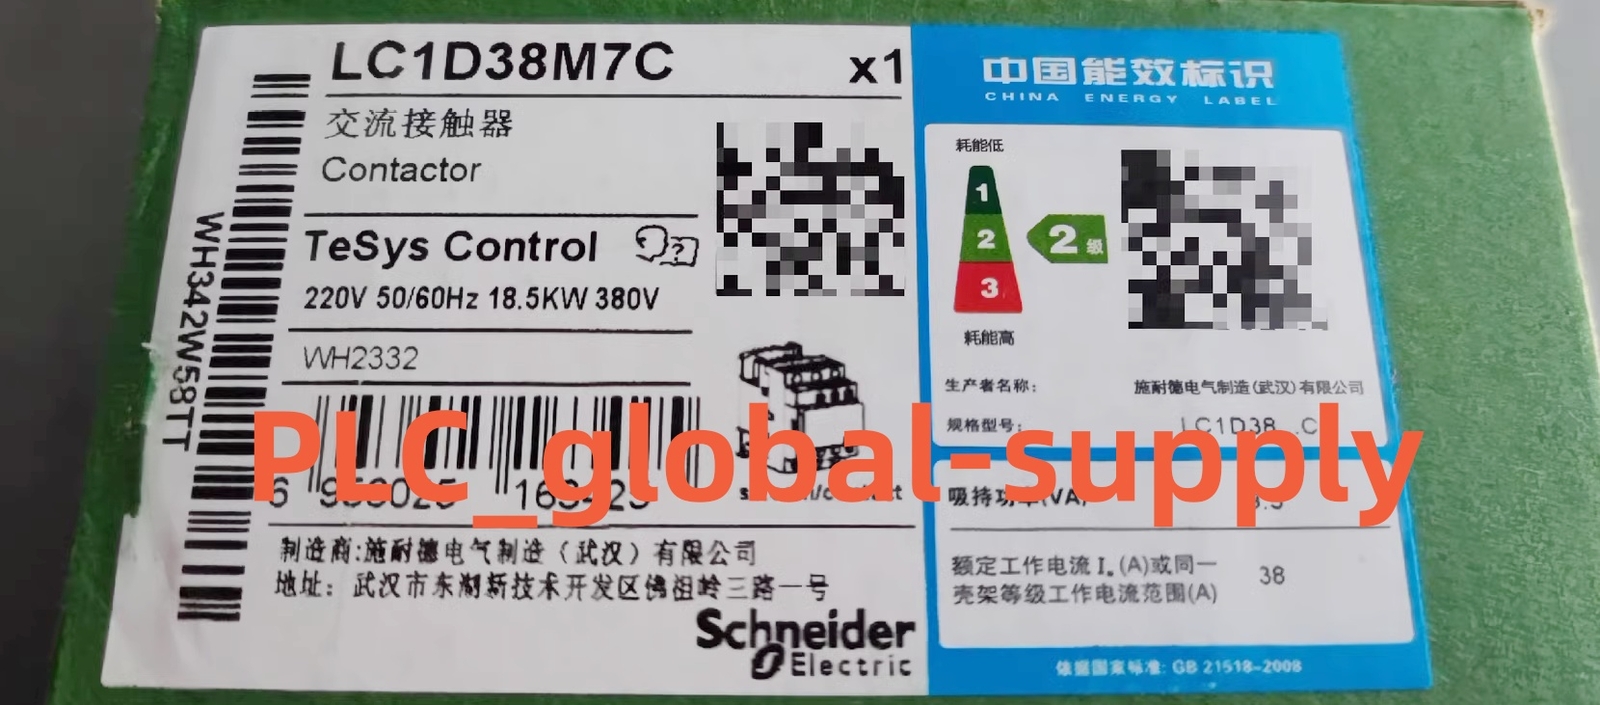 LC1D38M7C
x1
交流接触器
Contactor
TeSys Control
220V 50/60Hz 18.5KW 380V
WH2332
WH342W58TT
制造商:施耐德电气制造（武汉）有限公司
地址：武汉市东湖新技术开发区佛祖岭三路一号
Schneider
Electric
中国能效标识
CHINA ENERGY LABEL
耗能低
1
2
3
2级
耗能高
生产者名称：
施耐德电气制造(武汉)有限公司
规格型号：
LC1D38...C
吸持功率(VA)
额定工作电流Iₑ(A)或同一
壳架等级工作电流范围(A)
38
依据国家标准: GB 21518-2008
PLC_global-supply